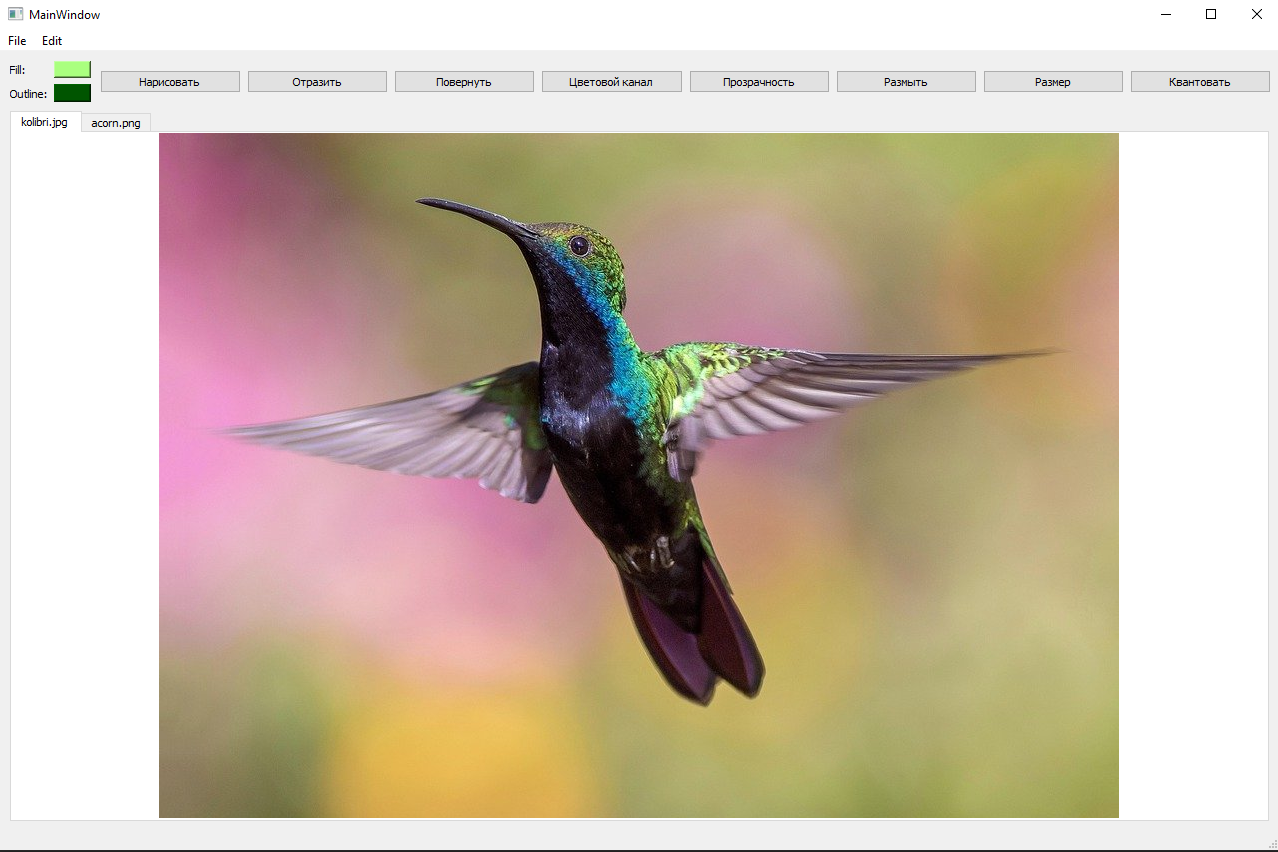 MainWindow
File Edit
Fill:
Outline:
Нарисовать Отразить Повернуть Цветовой канал Прозрачность Размыть Размер Квантовать
kolibri.jpg acorn.png